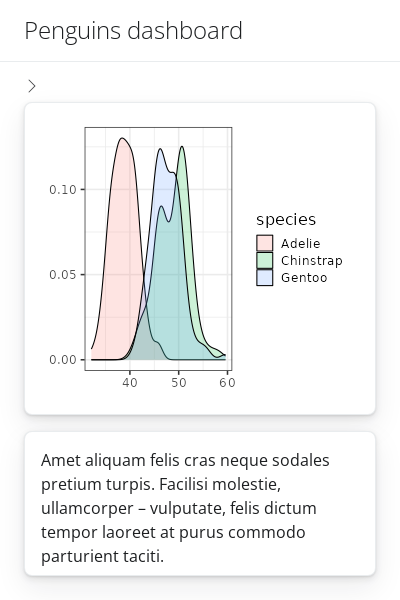 Penguins dashboard
0.10
0.05
0.00
40 50 60
species
Adelie
Chinstrap
Gentoo
Amet aliquam felis cras neque sodales
pretium turpis. Facilisi molestie,
ullamcorper – vulputate, felis dictum
tempor laoreet at purus commodo
parturient taciti.